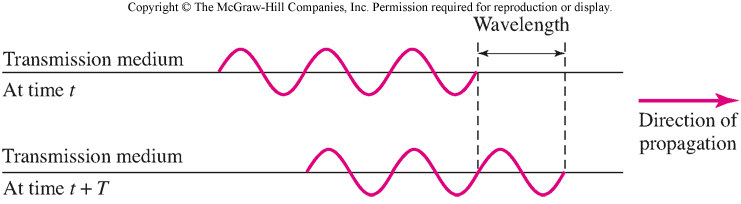 Copyright © The McGraw-Hill Companies, Inc. Permission required for reproduction or display.
Wavelength
Transmission medium
At time t
Direction of
propagation
Transmission medium
At time t + T